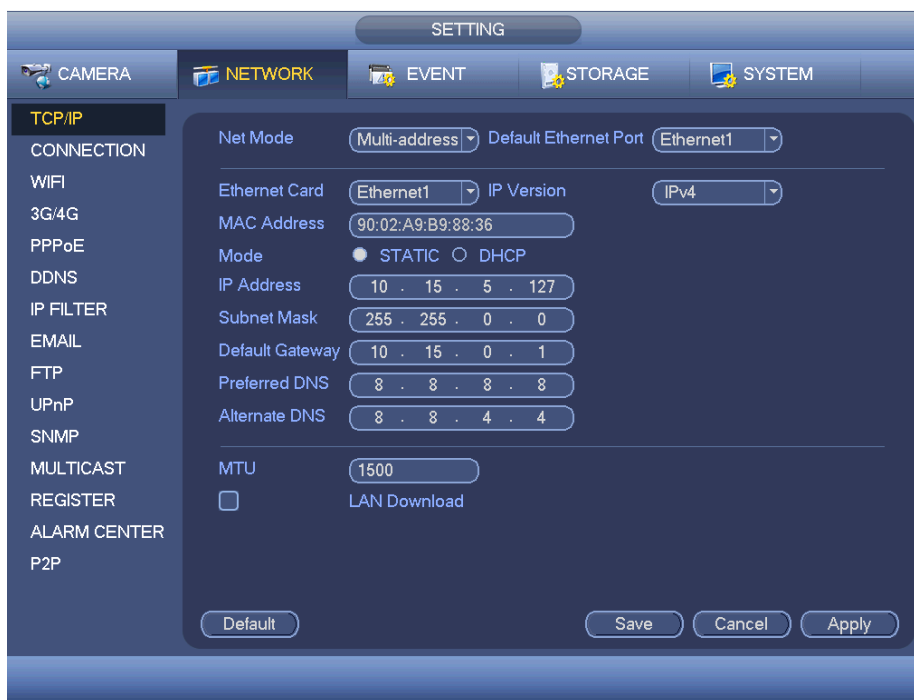 SETTING
CAMERA NETWORK EVENT STORAGE SYSTEM
TCP/IP
CONNECTION
WIFI
3G/4G
PPPoE
DDNS
IP FILTER
EMAIL
FTP
UPnP
SNMP
MULTICAST
REGISTER
ALARM CENTER
P2P
Net Mode Multi-address Default Ethernet Port Ethernet1
Ethernet Card Ethernet1 IP Version IPv4
MAC Address 90:02:A9:B9:88:36
Mode STATIC DHCP
IP Address 10 . 15 . 5 . 127
Subnet Mask 255 . 255 . 0 . 0
Default Gateway 10 . 15 . 0 . 1
Preferred DNS 8 . 8 . 8 . 8
Alternate DNS 8 . 8 . 4 . 4
MTU 1500
LAN Download
Default Save Cancel Apply